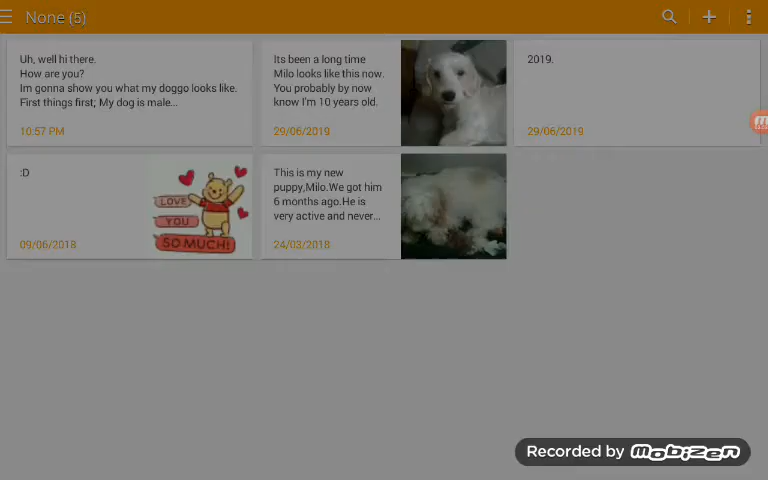 None (5)
Uh, well hi there.
How are you?
Im gonna show you what my doggo looks like.
First things first; My dog is male...
10:57 PM
Its been a long time
Milo looks like this now.
You probably by now
know I'm 10 years old.
29/06/2019
2019.
29/06/2019
:D
LOVE
YOU
SO MUCH!
09/06/2018
This is my new
puppy,Milo.We got him
6 months ago.He is
very active and never...
24/03/2018
Recorded by mobizen